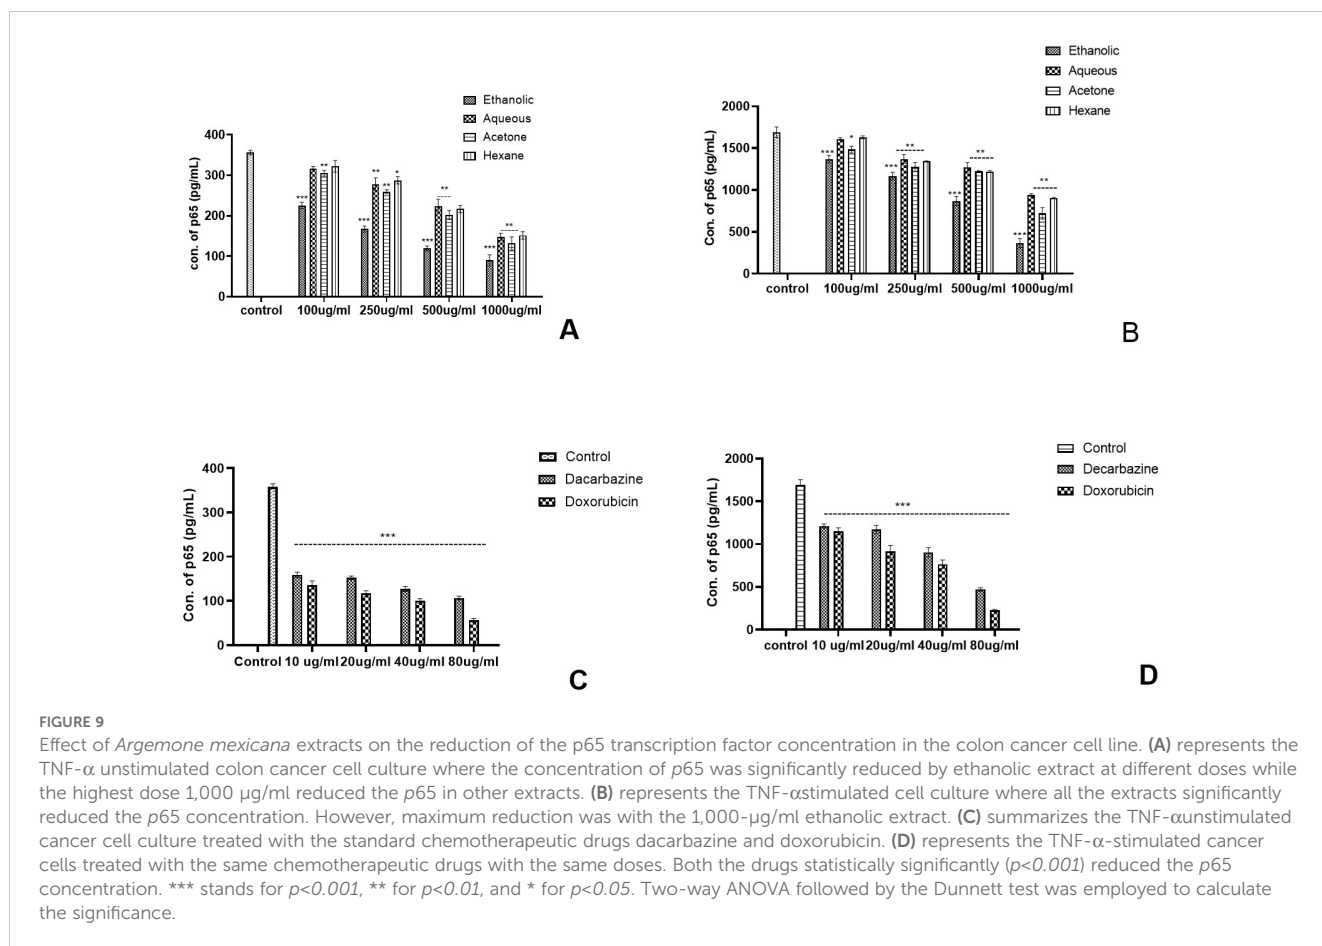 Ethanolic
Aqueous
Acetone
Hexane
con. of p65 (pg/mL)
400
300
200
100
0
***
**
***
**
**
*
***
**
***
**
control
100ug/ml
250ug/ml
500ug/ml
1000ug/ml
A
Ethanolic
Aqueous
Acetone
Hexane
Con. of p65 (pg/mL)
2000
1500
1000
500
0
***
*
***
**
***
**
***
**
control
100ug/ml
250ug/ml
500ug/ml
1000ug/ml
B
Control
Dacarbazine
Doxorubicin
Con. of p65 (pg/mL)
400
300
200
100
0
***
Control
10 ug/ml
20ug/ml
40ug/ml
80ug/ml
C
Control
Decarbazine
Doxorubicin
Con. of p65 (pg/mL)
2000
1500
1000
500
0
***
control
10 ug/ml
20ug/ml
40ug/ml
80ug/ml
D
FIGURE 9
Effect of Argemone mexicana extracts on the reduction of the p65 transcription factor concentration in the colon cancer cell line. (A) represents the
TNF-α unstimulated colon cancer cell culture where the concentration of p65 was significantly reduced by ethanolic extract at different doses while
the highest dose 1,000 µg/ml reduced the p65 in other extracts. (B) represents the TNF-αstimulated cell culture where all the extracts significantly
reduced the p65 concentration. However, maximum reduction was with the 1,000-µg/ml ethanolic extract. (C) summarizes the TNF-αunstimulated
cancer cell culture treated with the standard chemotherapeutic drugs dacarbazine and doxorubicin. (D) represents the TNF-α-stimulated cancer
cells treated with the same chemotherapeutic drugs with the same doses. Both the drugs statistically significantly (p<0.001) reduced the p65
concentration. *** stands for p<0.001, ** for p<0.01, and * for p<0.05. Two-way ANOVA followed by the Dunnett test was employed to calculate
the significance.